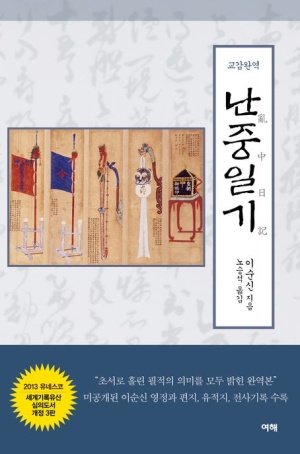 교감완역
난중일기
亂中日記
이순신 지음
노승석 옮김
2013 유네스코
세계기록유산
심의도서
개정 3판
“초서로 흘린 필적의 의미를 모두 밝힌 완역본”
미공개된 이순신 영정과 편지, 유적지, 전사기록 수록
여해